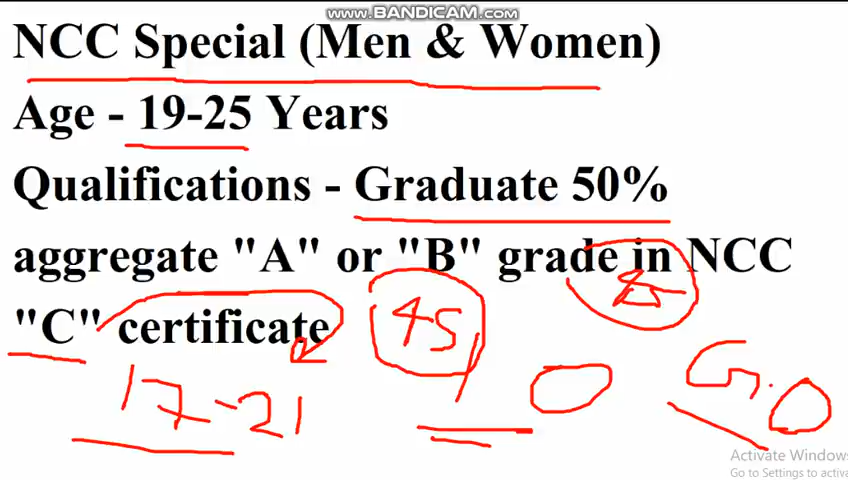 www.BANDICAM.com
NCC Special (Men & Women)
Age - 19-25 Years
Qualifications - Graduate 50%
aggregate "A" or "B" grade in NCC
"C" certificate
45
17-21
G.O
Activate Windows
Go to Settings to activa